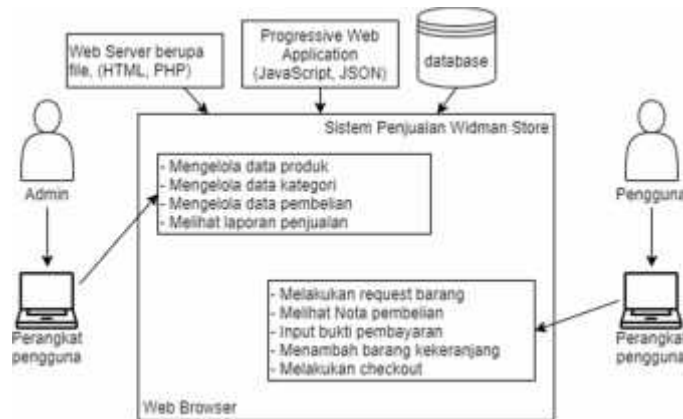 Web Server berupa
file, (HTML, PHP)
Progressive Web
Application
(JavaScript, JSON)
database
Sistem Penjualan Widman Store
- Mengelola data produk
- Mengelola data kategori
- Mengelola data pembelian
- Melihat laporan penjualan
Admin
Pengguna
- Melakukan request barang
- Melihat Nota pembelian
- Input bukti pembayaran
- Menambah barang kekeranjang
- Melakukan checkout
Perangkat
pengguna
Perangkat
pengguna
Web Browser